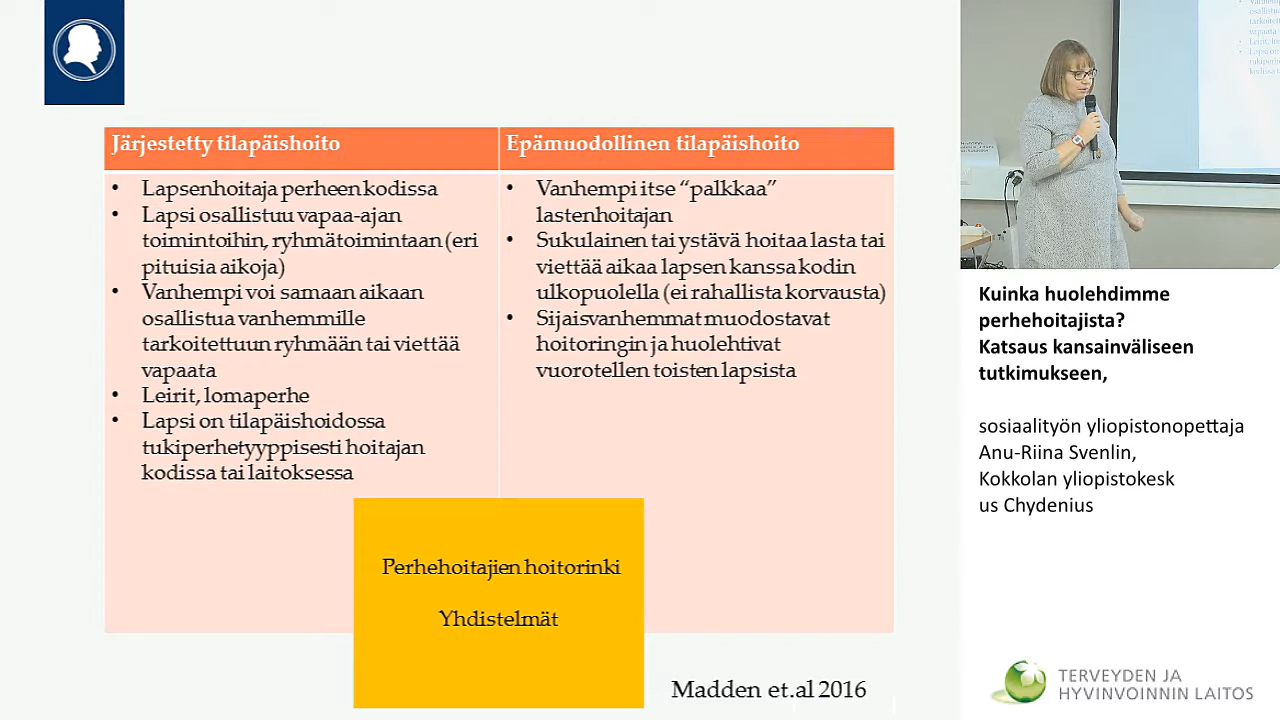 Järjestetty tilapäishoito
Lapsenhoitaja perheen kodissa
Lapsi osallistuu vapaa-ajan
toimintoihin, ryhmätoimintaan (eri
pituisia aikoja)
Vanhempi voi samaan aikaan
osallistua vanhemmille
tarkoitettuun ryhmään tai viettää
vapaata
Leirit, lomaperhe
Lapsi on tilapäishoidossa
tukiperhetyyppisesti hoitajan
kodissa tai laitoksessa
Epämuodollinen tilapäishoito
Vanhempi itse “palkkaa”
lastenhoitajan
Sukulainen tai ystävä hoitaa lasta tai
viettää aikaa lapsen kanssa kodin
ulkopuolella (ei rahallista korvausta)
Sijaisvanhemmat muodostavat
hoitoringin ja huolehtivat
vuorotellen toisten lapsista
Perhehoitajien hoitorinki
Yhdistelmät
Madden et.al 2016
Kuinka huolehdimme
perhehoitajista?
Katsaus kansainväliseen
tutkimukseen,
sosiaalityön yliopistonopettaja
Anu-Riina Svenlin,
Kokkolan yliopistokesk
us Chydenius
TERVEYDEN JA
HYVINVOINNIN LAITOS